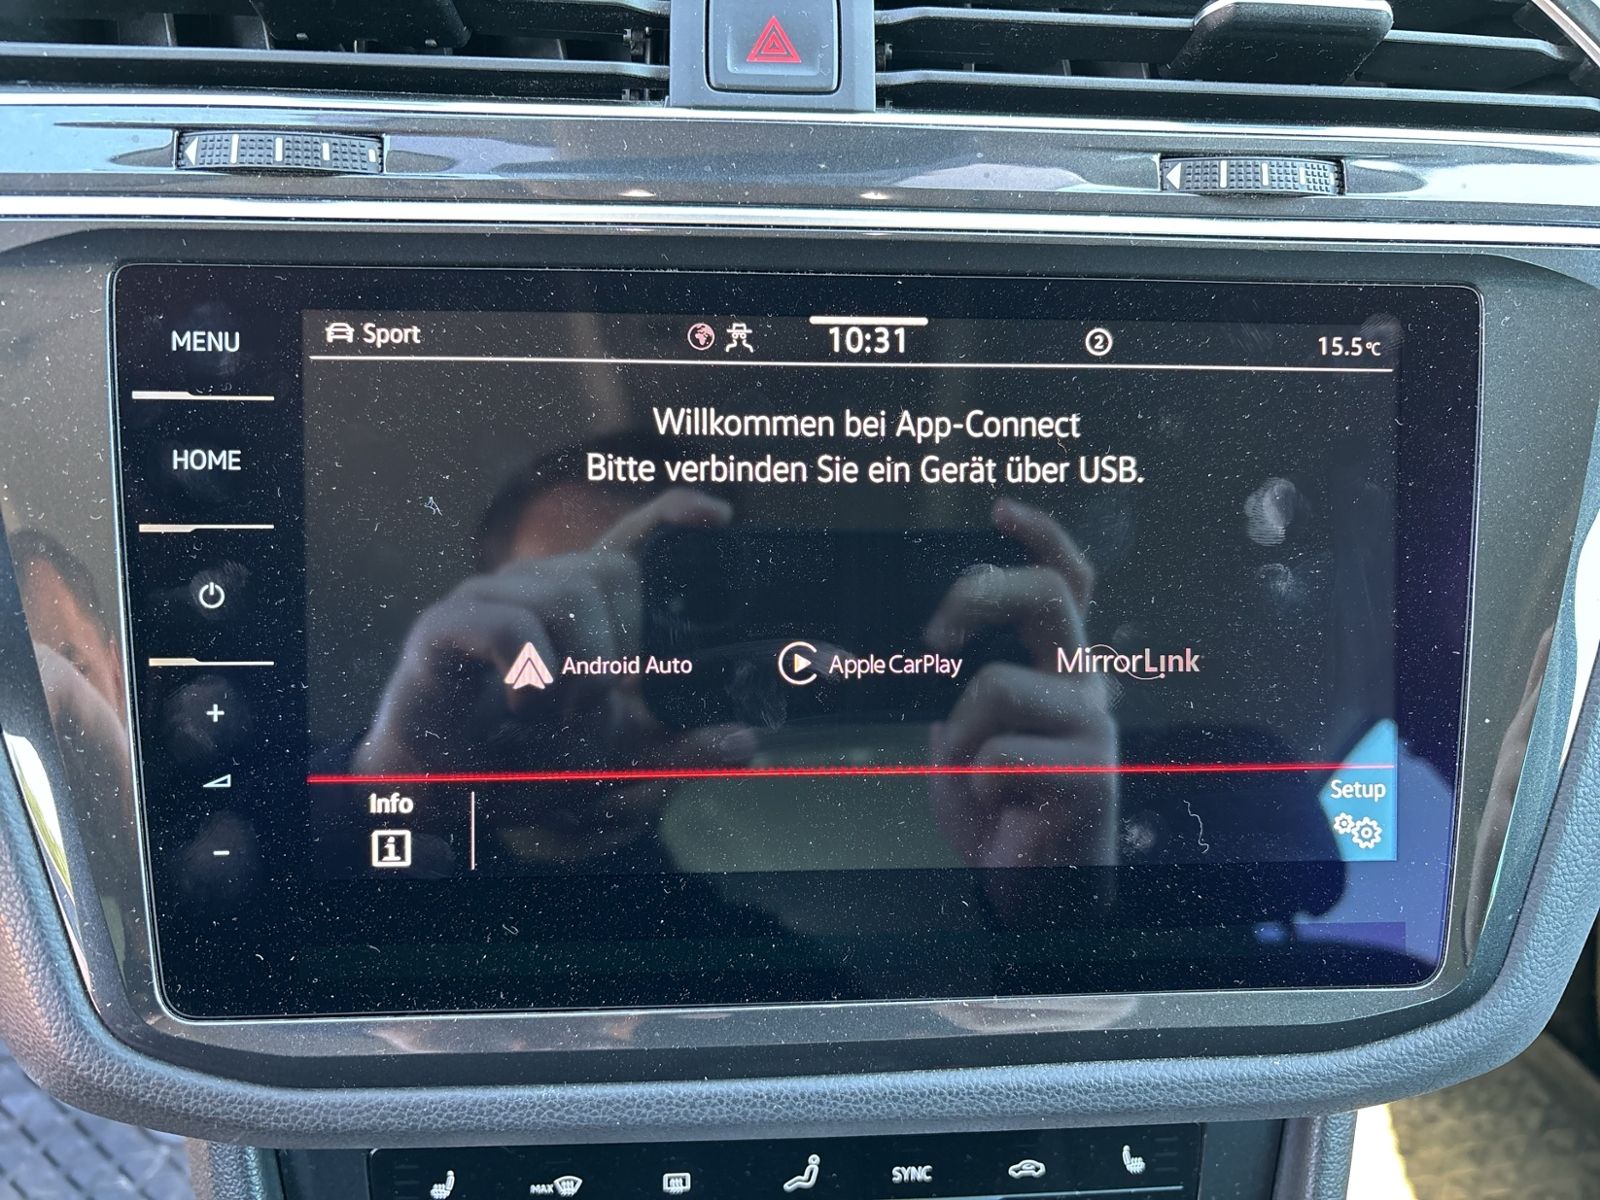 MENU
HOME
Sport
10:31
2
15.5°C
Willkommen bei App-Connect
Bitte verbinden Sie ein Gerät über USB.
Android Auto
Apple CarPlay
MirrorLink
Info
i
Setup
MAX
SYNC